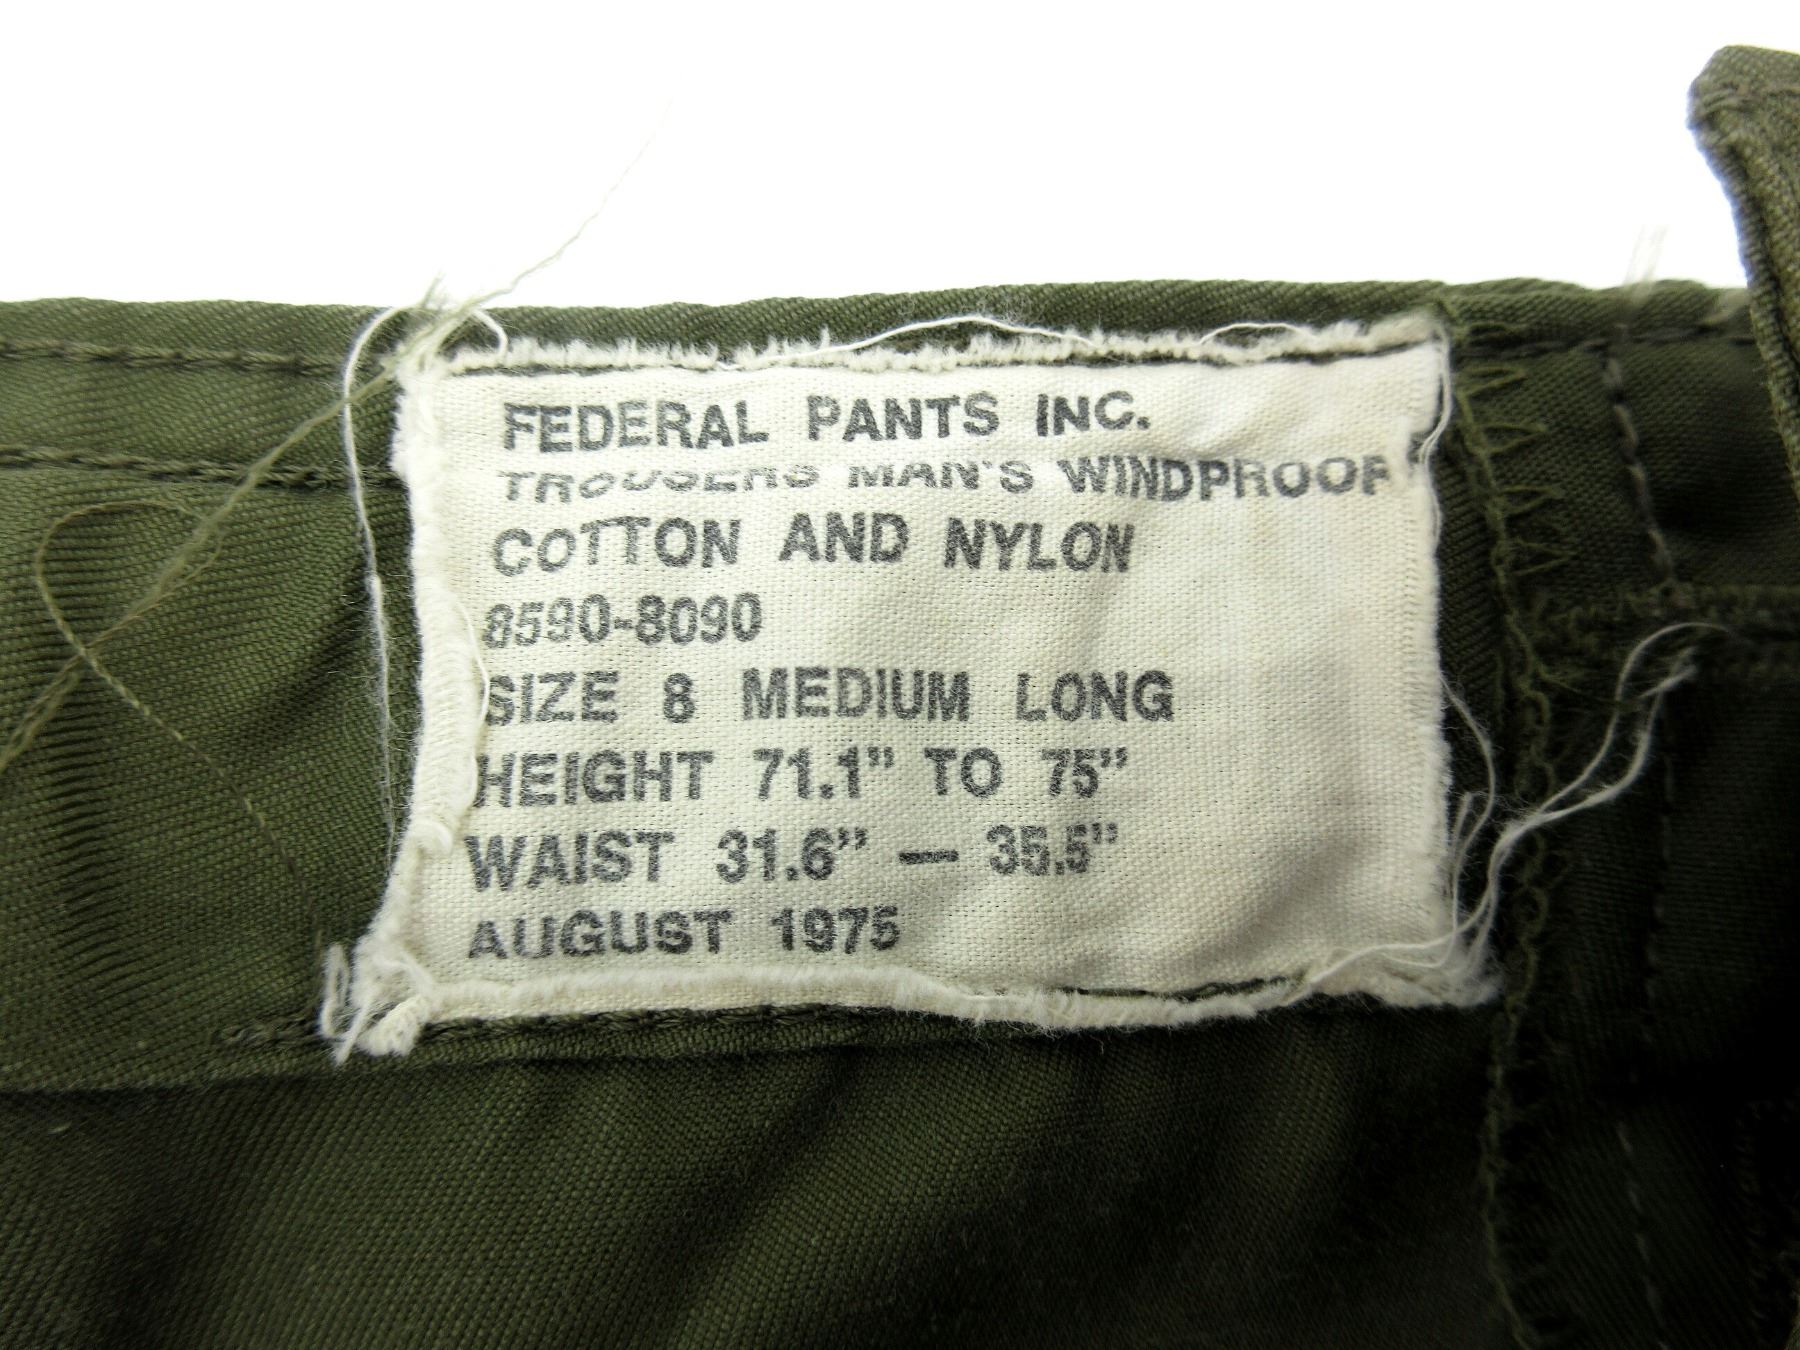 FEDERAL PANTS INC.
TROUSERS MAN'S WINDPROOF
COTTON AND NYLON
8590-8090
SIZE 8 MEDIUM LONG
HEIGHT 71.1" TO 75"
WAIST 31.6" — 35.5"
AUGUST 1975